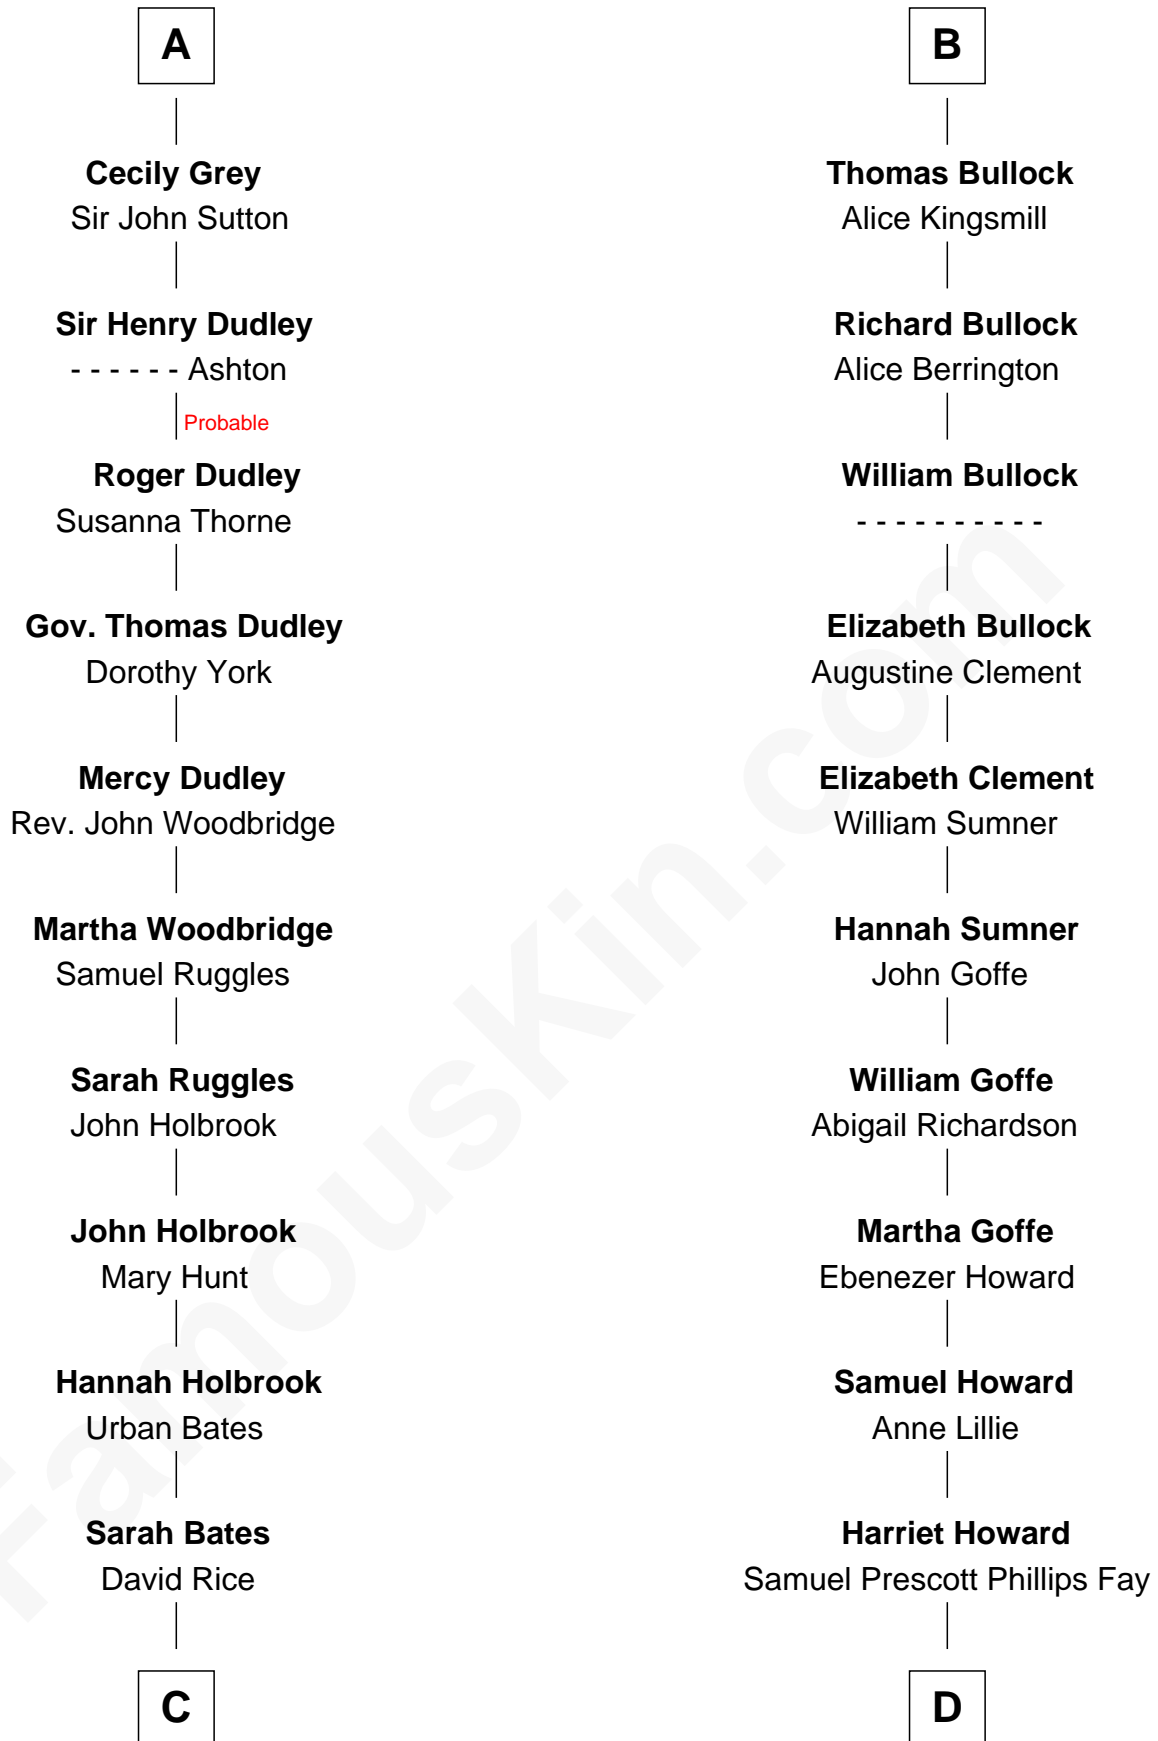 A
Cecily Grey
Sir John Sutton
Sir Henry Dudley
- - - - - - Ashton
Probable
Roger Dudley
Susanna Thorne
Gov. Thomas Dudley
Dorothy York
Mercy Dudley
Rev. John Woodbridge
Martha Woodbridge
Samuel Ruggles
Sarah Ruggles
John Holbrook
John Holbrook
Mary Hunt
Hannah Holbrook
Urban Bates
Sarah Bates
David Rice
C
B
Thomas Bullock
Alice Kingsmill
Richard Bullock
Alice Berrington
William Bullock
- - - - - - - - - -
Elizabeth Bullock
Augustine Clement
Elizabeth Clement
William Sumner
Hannah Sumner
John Goffe
William Goffe
Abigail Richardson
Martha Goffe
Ebenezer Howard
Samuel Howard
Anne Lillie
Harriet Howard
Samuel Prescott Phillips Fay
D
FamousKin.com